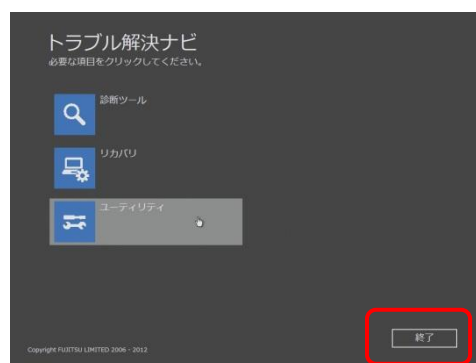 トラブル解決ナビ
必要な項目をクリックしてください。
診断ツール
リカバリ
ユーティリティ
終了
Copyright FUJITSU LIMITED 2006 - 2012